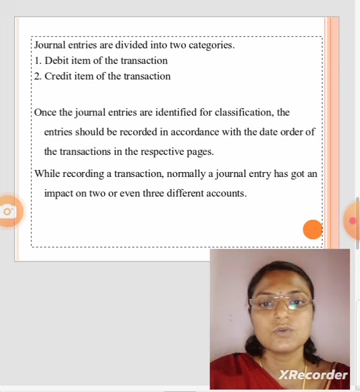 Journal entries are divided into two categories.
1. Debit item of the transaction
2. Credit item of the transaction
Once the journal entries are identified for classification, the
entries should be recorded in accordance with the date order of
the transactions in the respective pages.
While recording a transaction, normally a journal entry has got an
impact on two or even three different accounts.
XRecorder